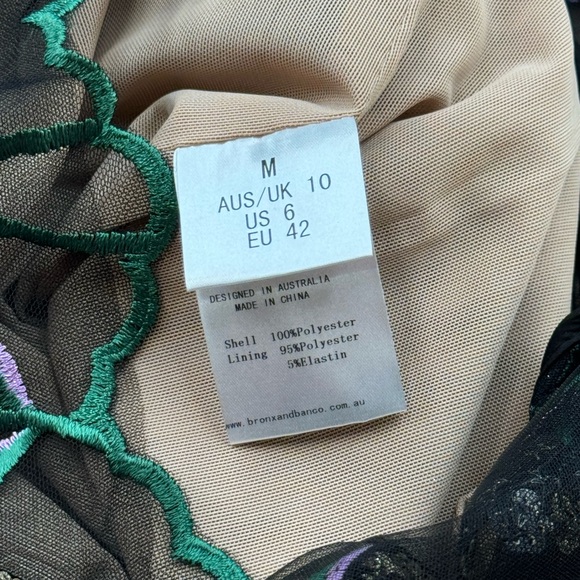 M
AUS/UK 10
US 6
EU 42
DESIGNED IN AUSTRALIA
MADE IN CHINA
Shell 100%Polyester
Lining 95%Polyester
5%Elastin
www.bronxandbanco.com.au